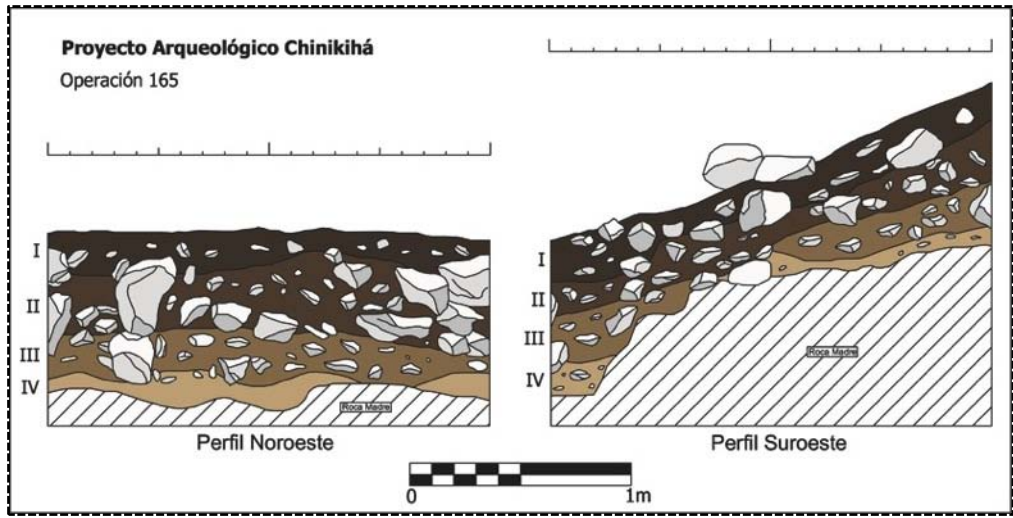 Proyecto Arqueológico Chinikihá
Operación 165
I
II
III
IV
Roca Madre
Perfil Noroeste
I
II
III
IV
Roca Madre
Perfil Suroeste
0 1m